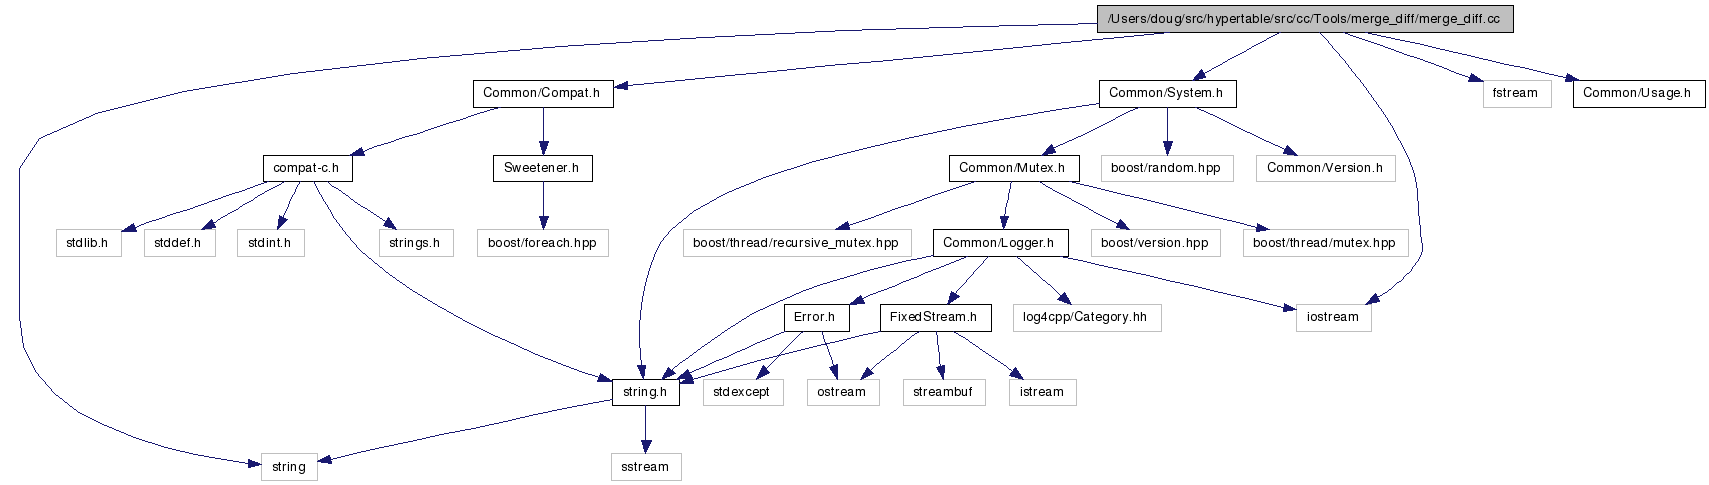 /Users/doug/src/hypertable/src/cc/Tools/merge_diff/merge_diff.cc
Common/Compat.h
Common/System.h
fstream
Common/Usage.h
compat-c.h
Sweetener.h
Common/Mutex.h
boost/random.hpp
Common/Version.h
stdlib.h
stddef.h
stdint.h
strings.h
boost/foreach.hpp
boost/thread/recursive_mutex.hpp
Common/Logger.h
boost/version.hpp
boost/thread/mutex.hpp
Error.h
FixedStream.h
log4cpp/Category.hh
iostream
string.h
stdexcept
ostream
streambuf
istream
string
sstream